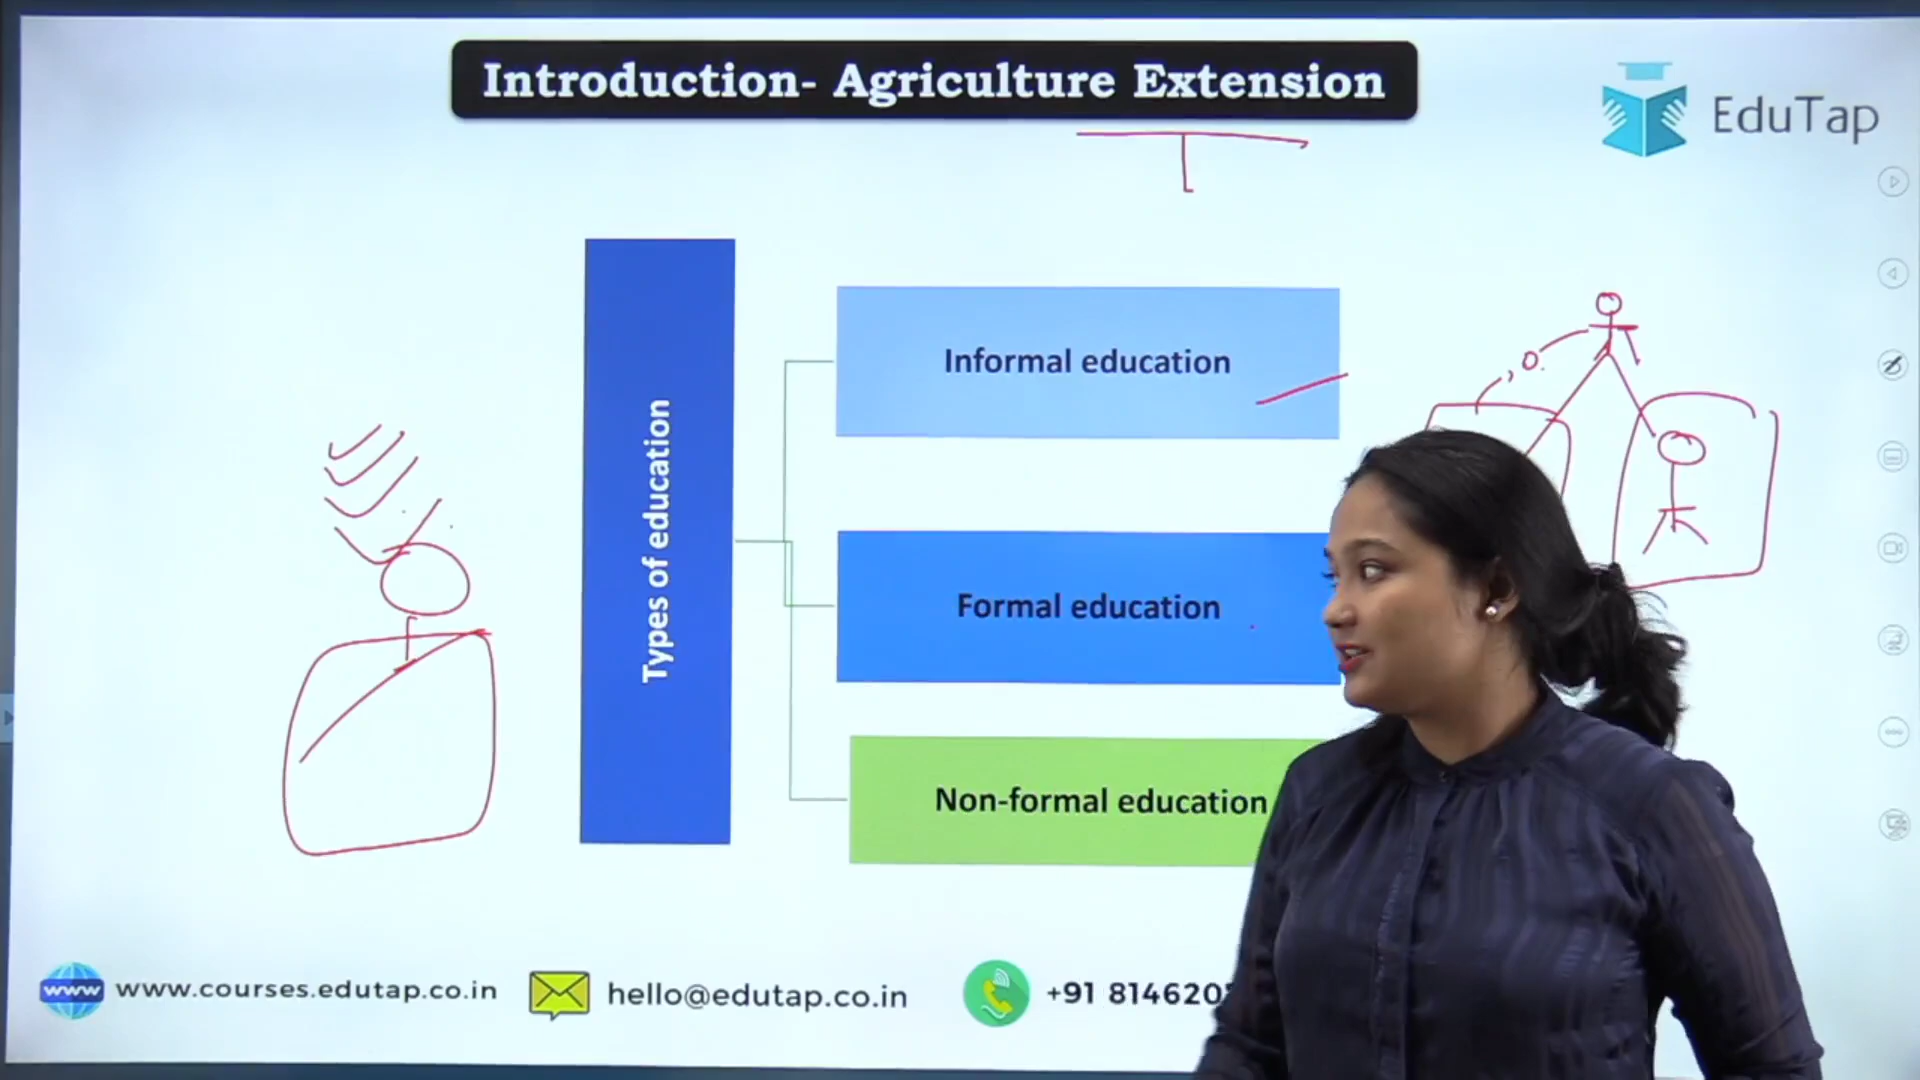 Introduction- Agriculture Extension
EduTap
Types of education
Informal education
Formal education
Non-formal education
www www.courses.edutap.co.in
hello@edutap.co.in
+91 814620